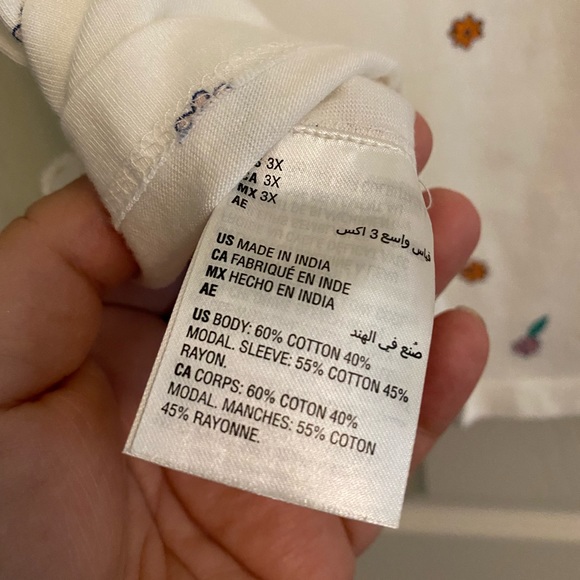 3X
CA 3X
MX 3X
AE
قياس واسع 3 اكس
US MADE IN INDIA
CA FABRIQUÉ EN INDE
MX HECHO EN INDIA
AE
صُنع في الهند
US BODY: 60% COTTON 40%
MODAL. SLEEVE: 55% COTTON 45%
RAYON.
CA CORPS: 60% COTON 40%
MODAL. MANCHES: 55% COTON
45% RAYONNE.